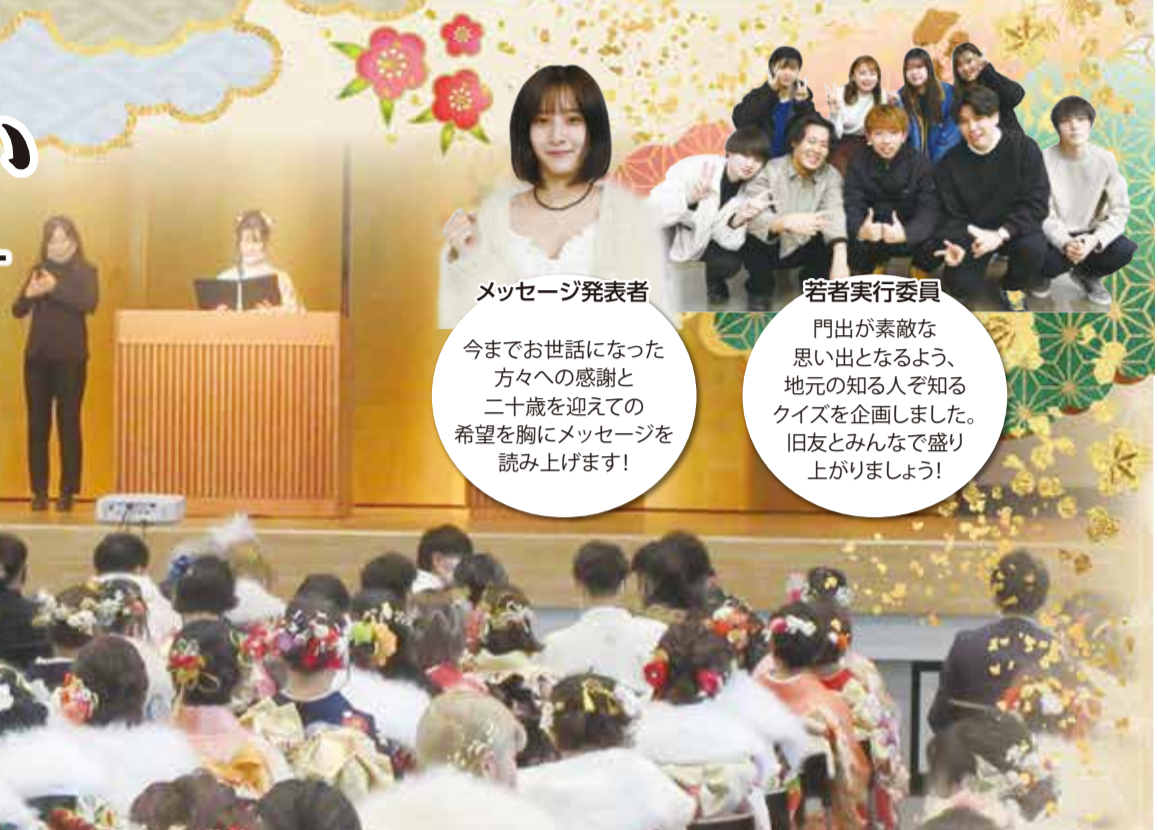 い
メッセージ発表者
今までお世話になった
方々への感謝と
二十歳を迎えての
希望を胸にメッセージを
読み上げます!
若者実行委員
門出が素敵な
思い出となるよう、
地元の知る人ぞ知る
クイズを企画しました。
旧友とみんなで盛り
上がりましょう!